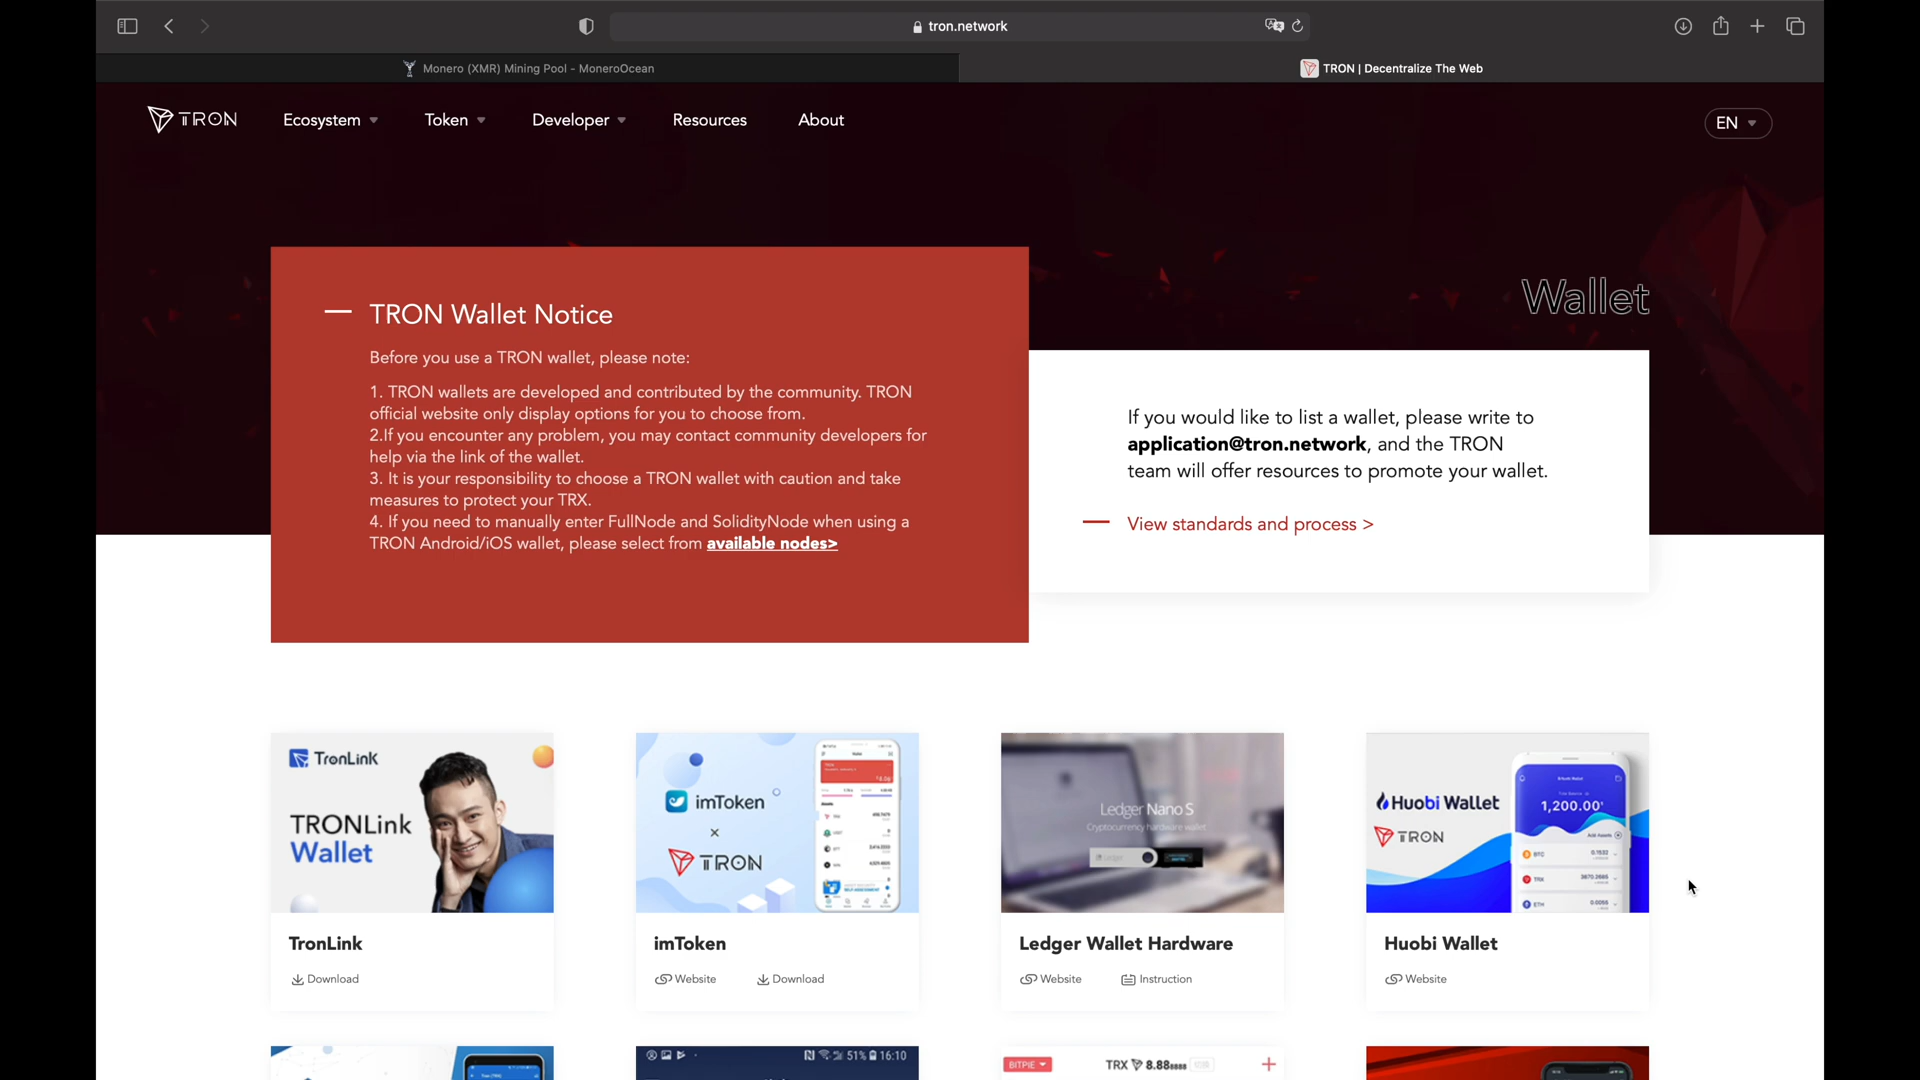 tron.network
Monero (XMR) Mining Pool - MoneroOcean
TRON | Decentralize The Web
TRON
Ecosystem
Token
Developer
Resources
About
EN
Wallet
TRON Wallet Notice
Before you use a TRON wallet, please note:
1. TRON wallets are developed and contributed by the community. TRON
official website only display options for you to choose from.
2.If you encounter any problem, you may contact community developers for
help via the link of the wallet.
3. It is your responsibility to choose a TRON wallet with caution and take
measures to protect your TRX.
4. If you need to manually enter FullNode and SolidityNode when using a
TRON Android/iOS wallet, please select from available nodes>
If you would like to list a wallet, please write to
application@tron.network, and the TRON
team will offer resources to promote your wallet.
View standards and process >
TronLink
TRONLink
Wallet
TronLink
Download
imToken
×
TRON
imToken
Website
Download
Ledger Nano S
Cryptocurrency hardware wallet
Ledger Wallet Hardware
Website
Instruction
Huobi Wallet
TRON
1,200.00
BTC
TRX
ETH
Huobi Wallet
Website
51% 16:10
BITPIE
TRX 8.88